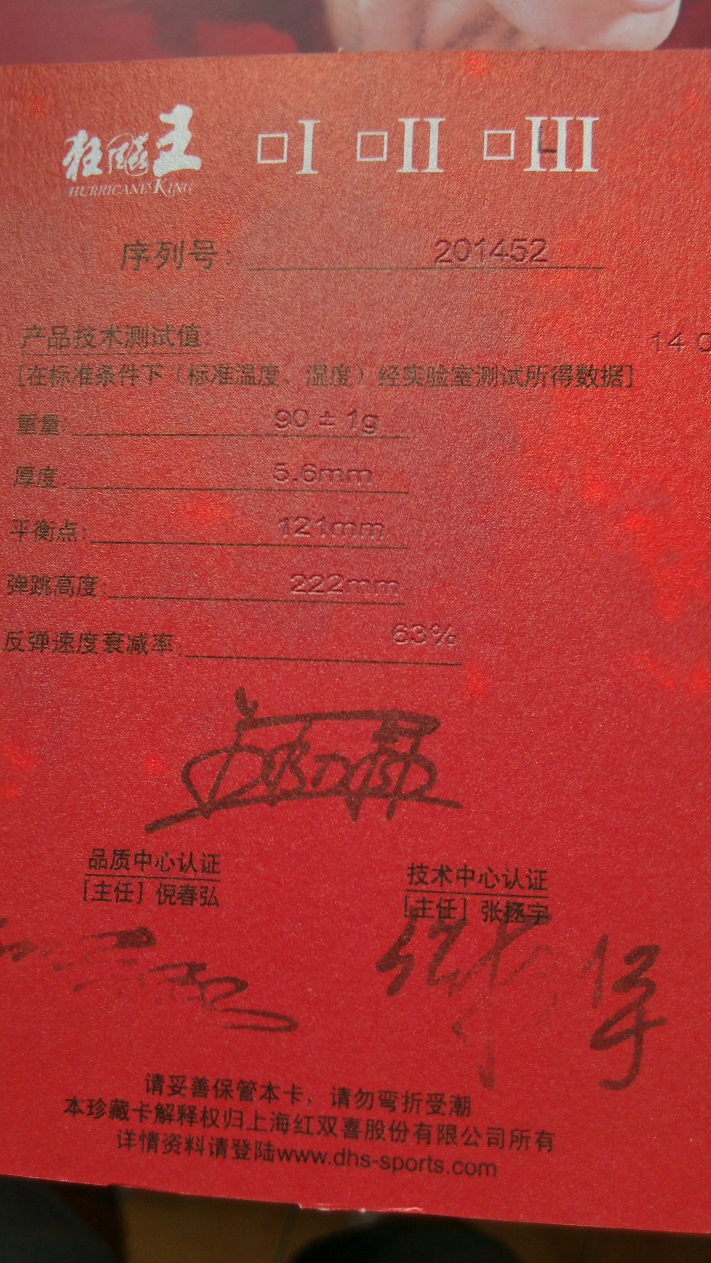 狂飚王 □I □II □III
HURRICANE KING
序列号: 201452
产品技术测试值:
14 0
[在标准条件下（标准温度、湿度）经实验室测试所得数据]
重量: 90 ± 1g
厚度: 5.6mm
平衡点: 121mm
弹跳高度: 222mm
反弹速度衰减率: 63%
品质中心认证 技术中心认证
[主任] 倪春弘 [主任] 张拯宇
请妥善保管本卡，请勿弯折受潮
本珍藏卡解释权归上海红双喜股份有限公司所有
详情资料请登陆www.dhs-sports.com